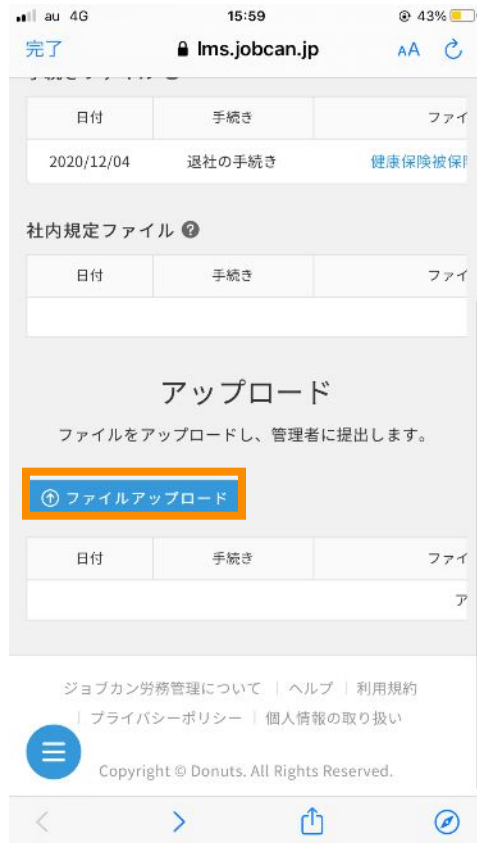 au 4G 15:59 43%
完了 lms.jobcan.jp AA
日付 手続き ファイ
2020/12/04 退社の手続き 健康保険被保
社内規定ファイル ?
日付 手続き ファイ
アップロード
ファイルをアップロードし、管理者に提出します。
ファイルアップロード
日付 手続き ファイ
ア
ジョブカン労務管理について | ヘルプ | 利用規約
| プライバシーポリシー | 個人情報の取り扱い
Copyright © Donuts. All Rights Reserved.